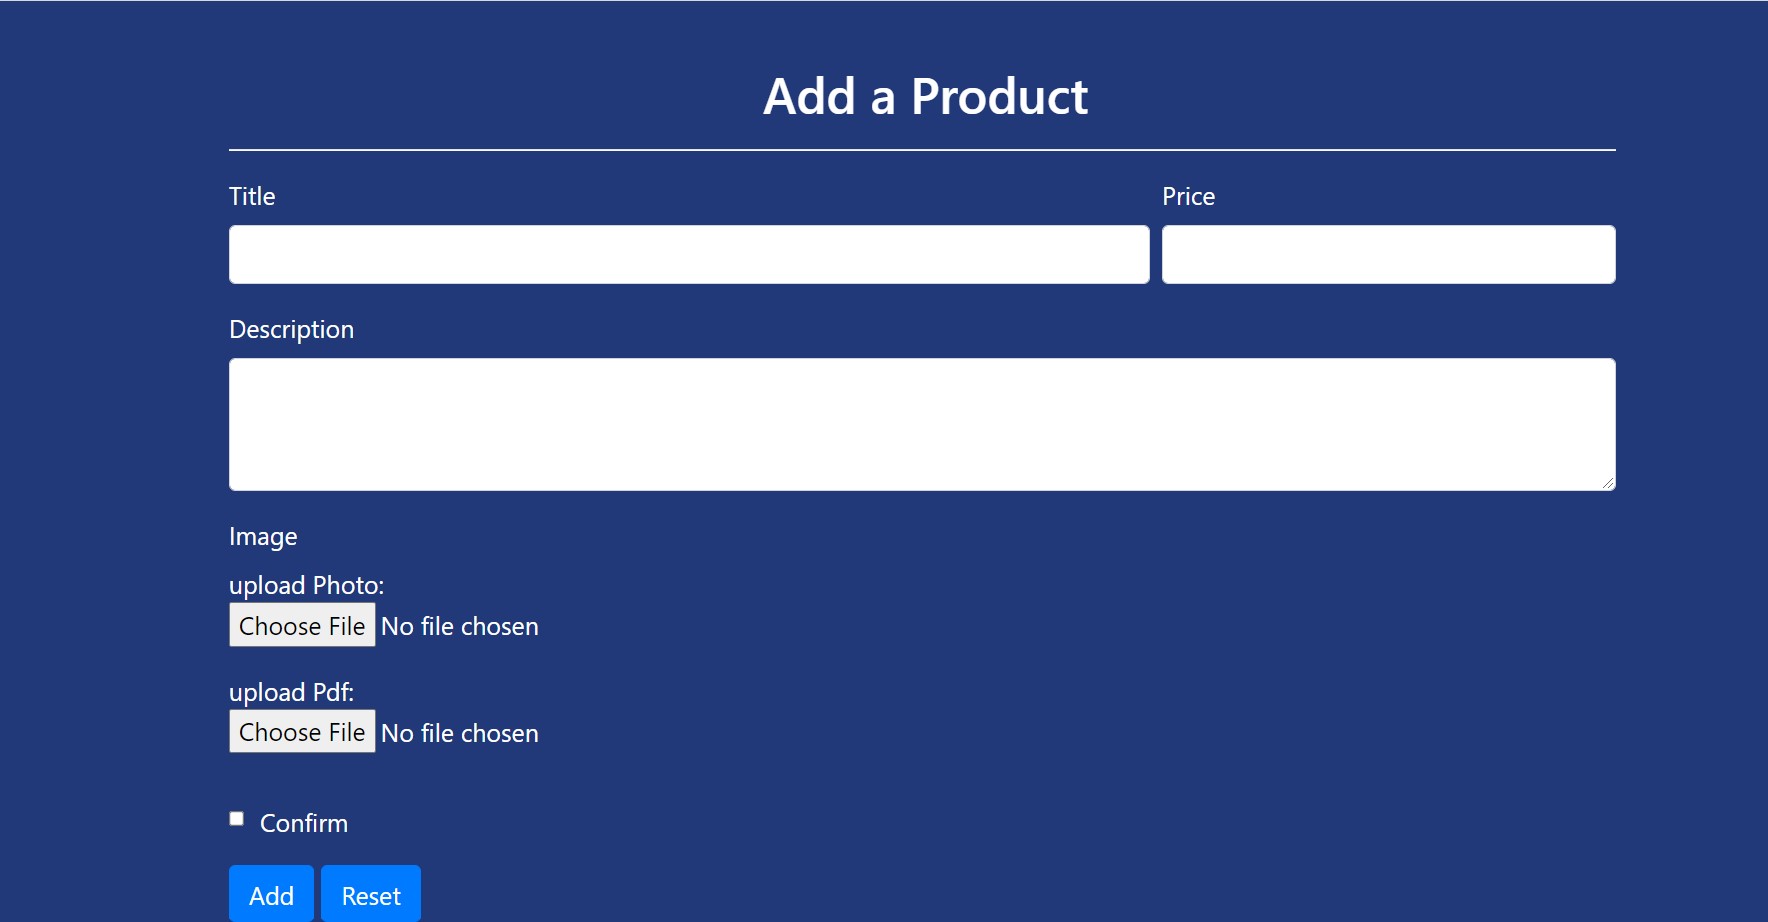 Add a Product
Title Price
Description
Image
upload Photo:
Choose File No file chosen
upload Pdf:
Choose File No file chosen
Confirm
Add Reset